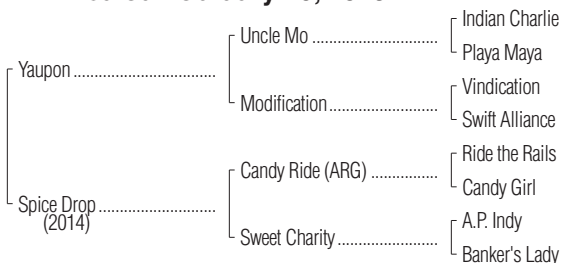 Indian Charlie
Uncle Mo
Playa Maya
Yaupon
Vindication
Modification
Swift Alliance
Ride the Rails
Candy Ride (ARG)
Candy Girl
Spice Drop
(2014)
A.P. Indy
Sweet Charity
Banker's Lady